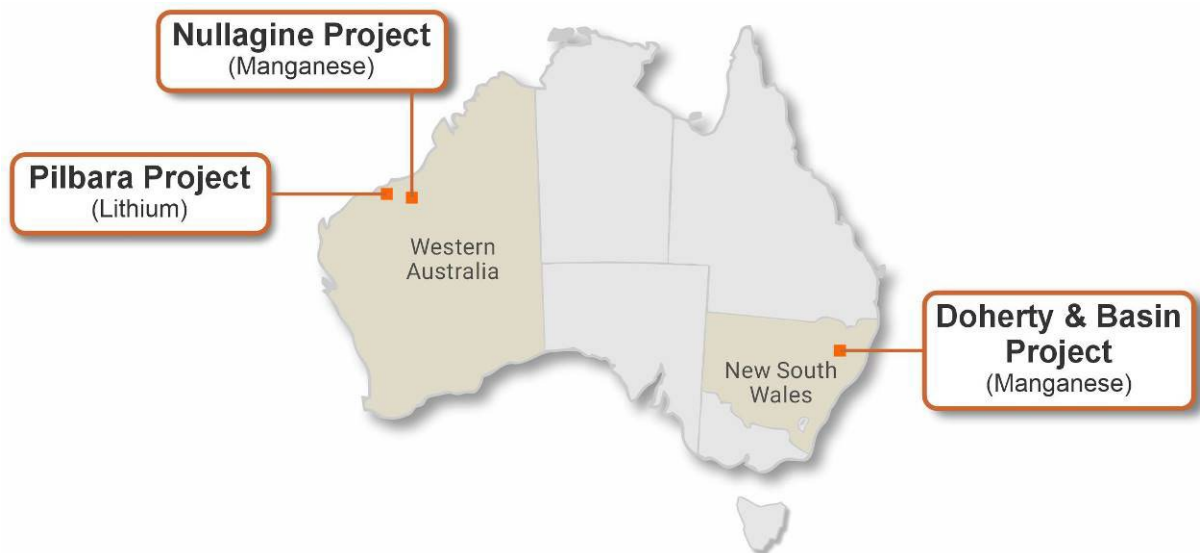 Nullagine Project
(Manganese)
Pilbara Project
(Lithium)
Western
Australia
Doherty & Basin
Project
(Manganese)
New South
Wales